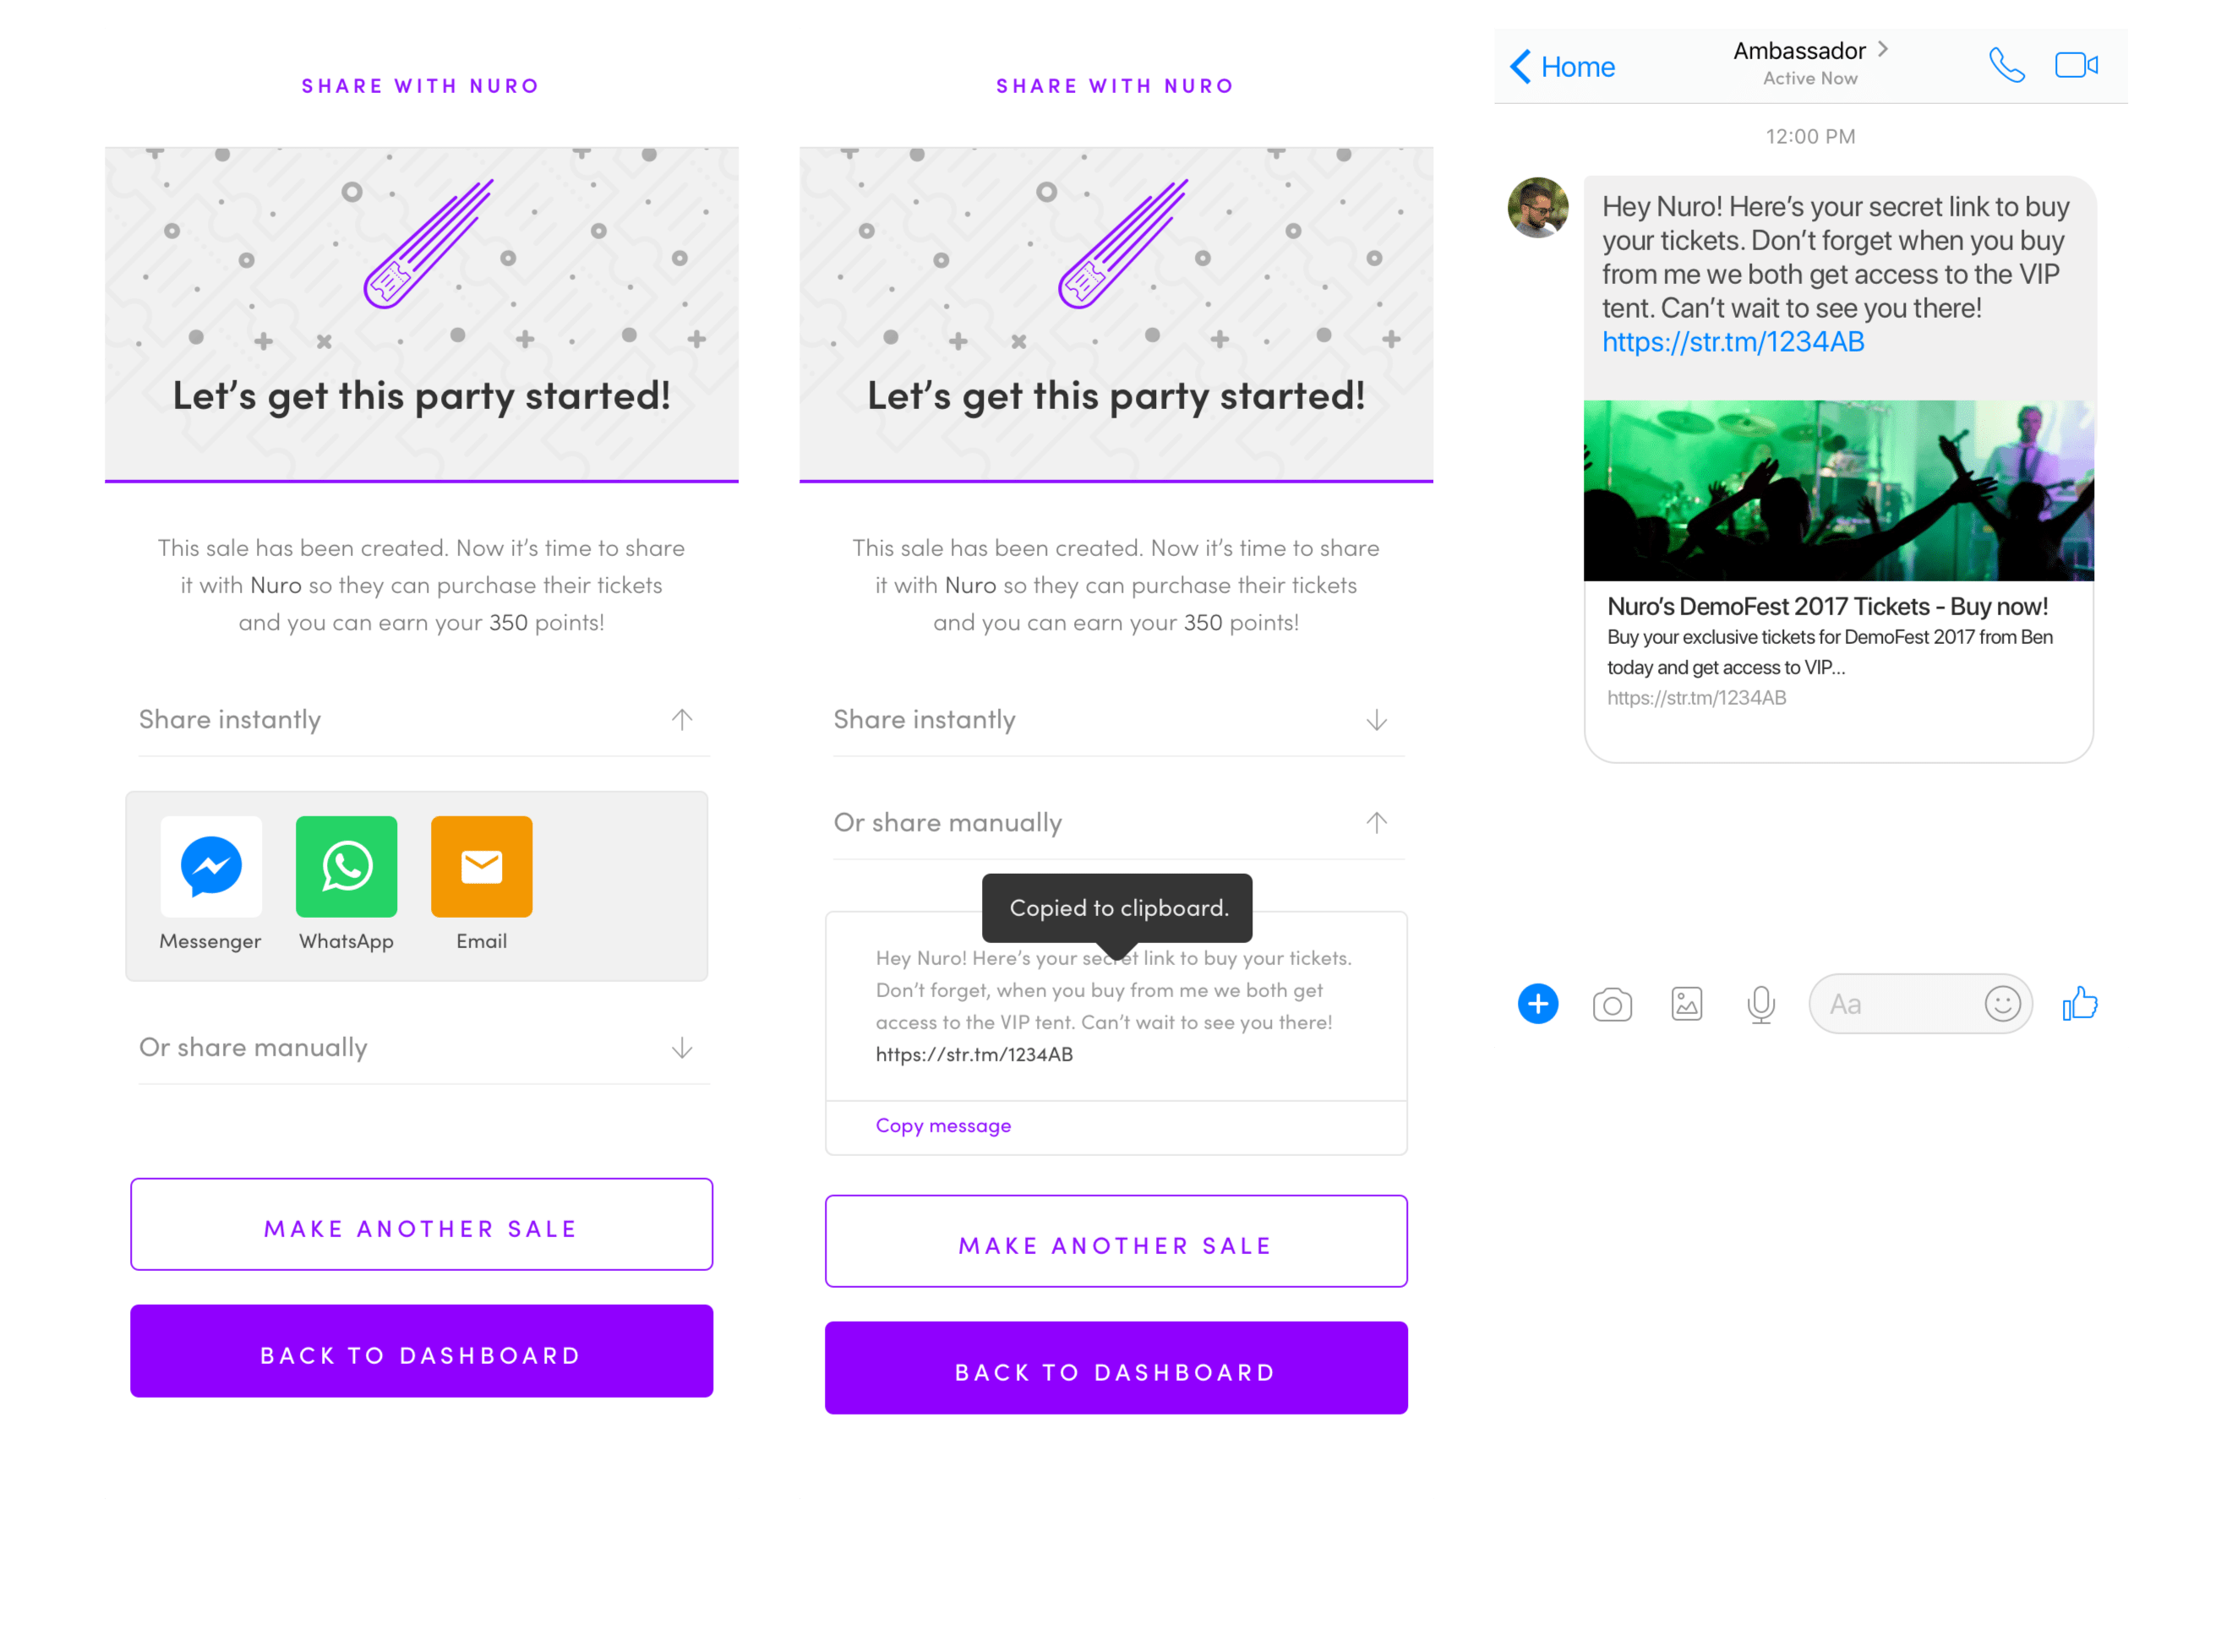 SHARE WITH NURO
Let’s get this party started!
This sale has been created. Now it’s time to share
it with Nuro so they can purchase their tickets
and you can earn your 350 points!
Share instantly
Messenger
WhatsApp
Email
Or share manually
MAKE ANOTHER SALE
BACK TO DASHBOARD
SHARE WITH NURO
Let’s get this party started!
This sale has been created. Now it’s time to share
it with Nuro so they can purchase their tickets
and you can earn your 350 points!
Share instantly
Or share manually
Copied to clipboard.
Hey Nuro! Here’s your secret link to buy your tickets.
Don’t forget, when you buy from me we both get
access to the VIP tent. Can’t wait to see you there!
https://str.tm/1234AB
Copy message
MAKE ANOTHER SALE
BACK TO DASHBOARD
Home
Ambassador
Active Now
12:00 PM
Hey Nuro! Here’s your secret link to buy
your tickets. Don’t forget when you buy
from me we both get access to the VIP
tent. Can’t wait to see you there!
https://str.tm/1234AB
Nuro’s DemoFest 2017 Tickets - Buy now!
Buy your exclusive tickets for DemoFest 2017 from Ben
today and get access to VIP...
https://str.tm/1234AB
Aa